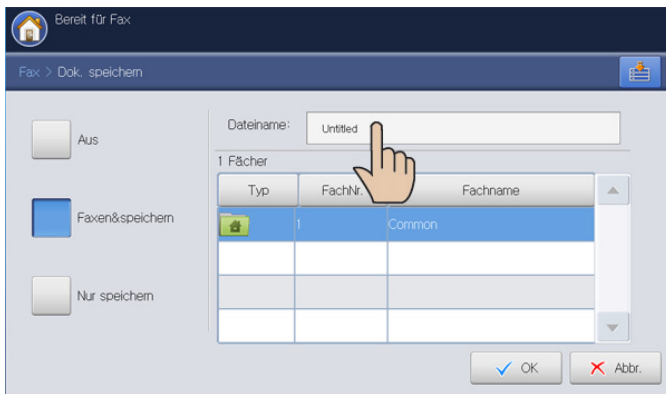 Bereit für Fax
Fax > Dok. speichern
Aus
Dateiname: Untitled
1 Fächer
Typ FachNr. Fachname
Faxen&speichern
1 Common
Nur speichern
OK Abbr.